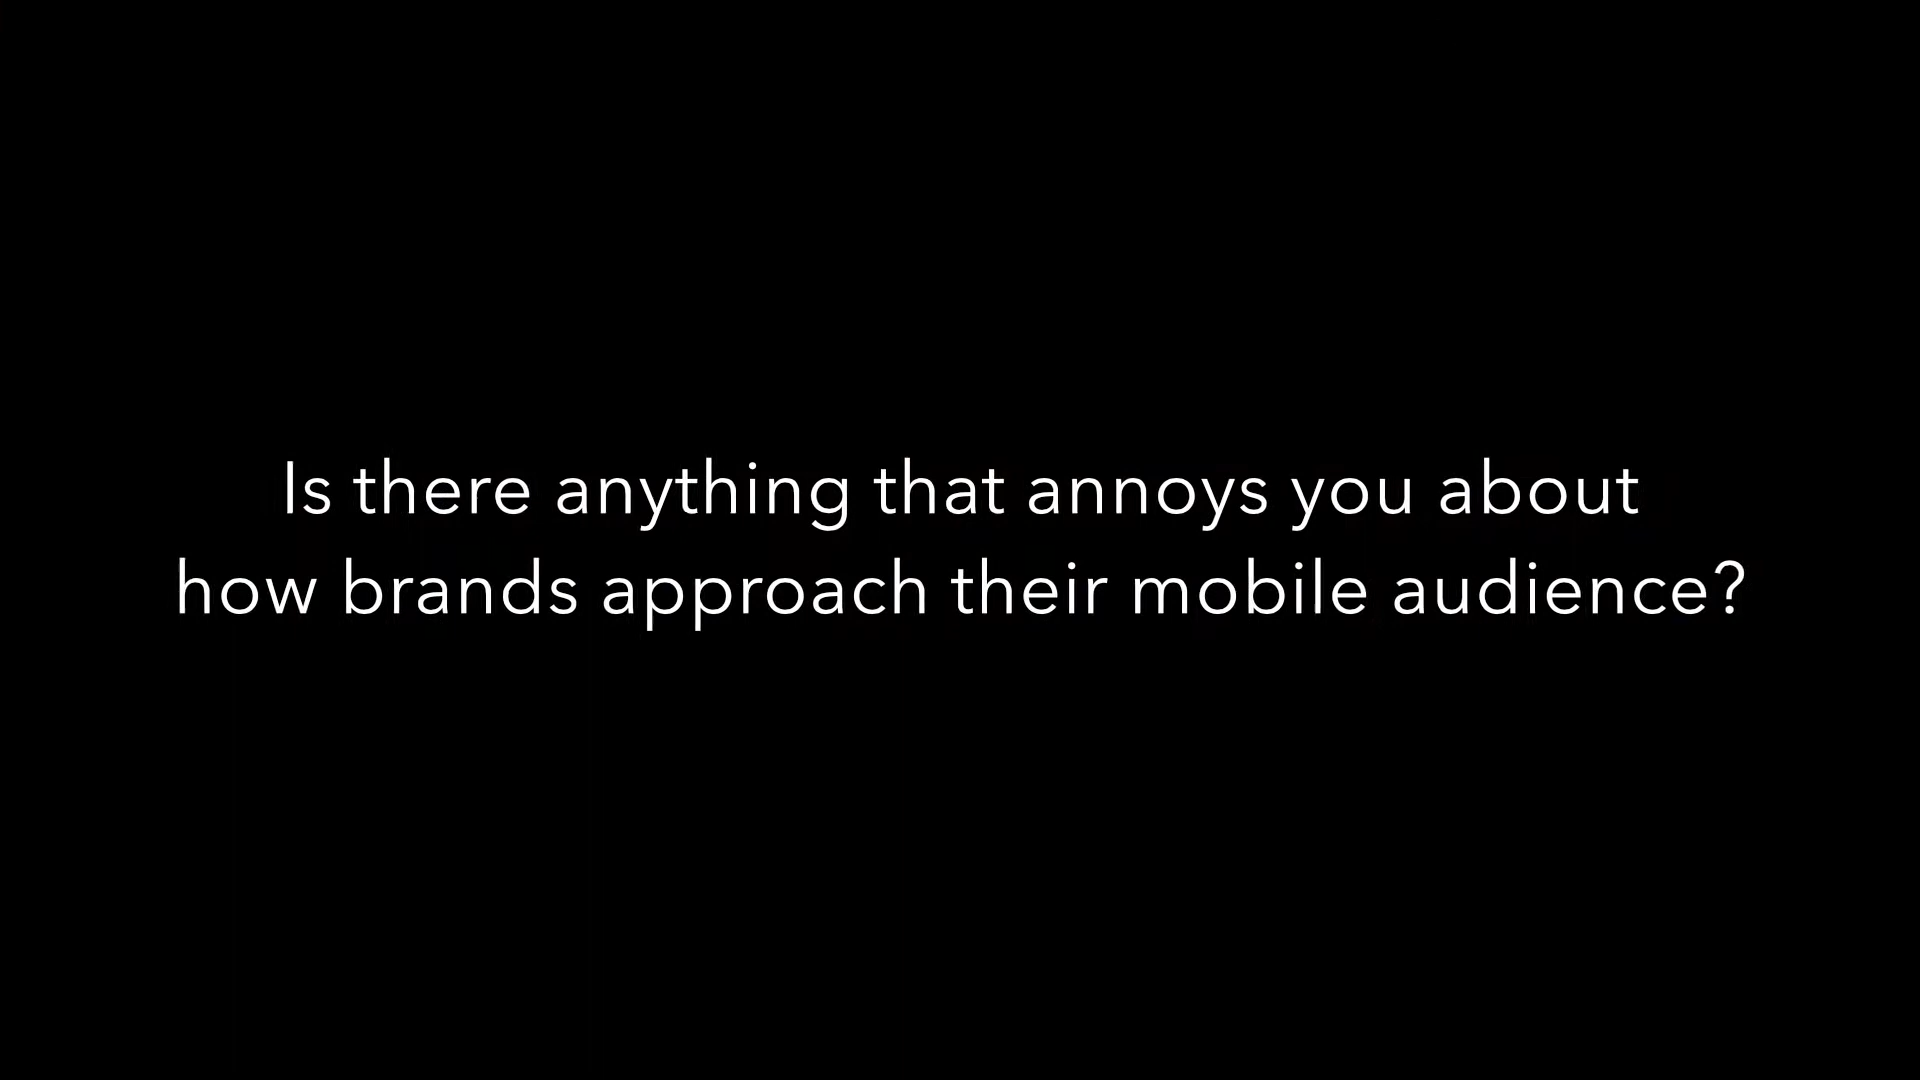 Is there anything that annoys you about
how brands approach their mobile audience?